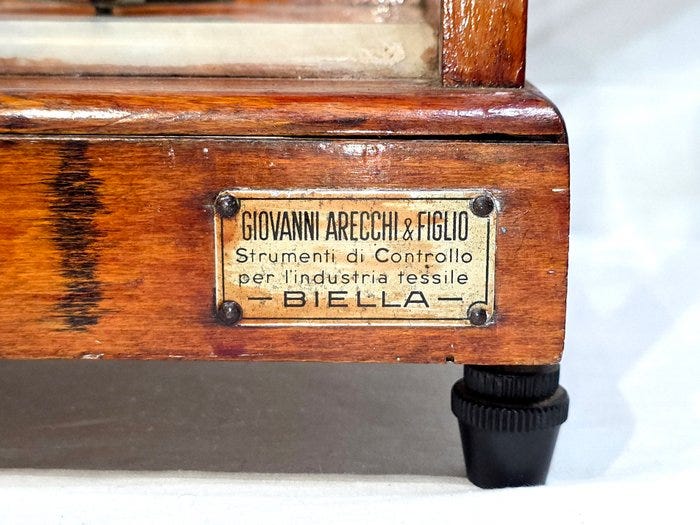 GIOVANNI ARECCHI & FIGLIO
Strumenti di Controllo
per l'industria tessile
— BIELLA —